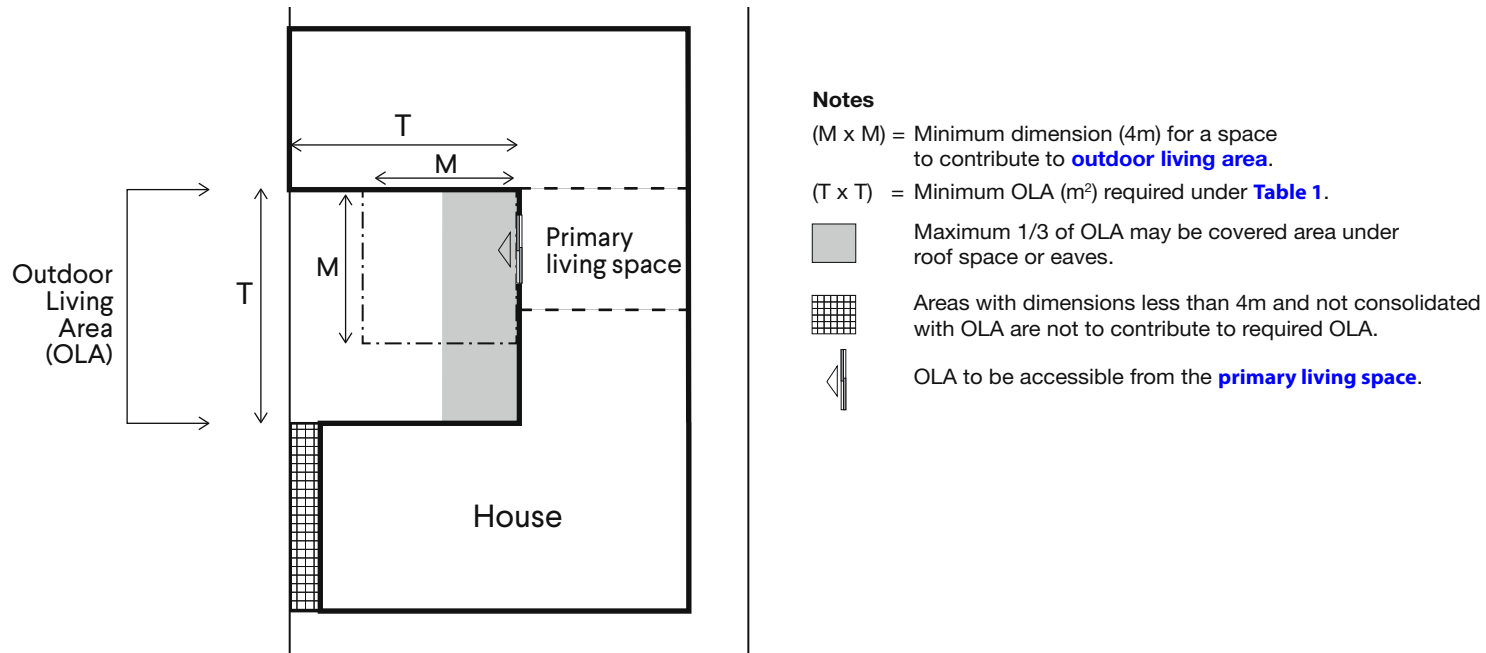 T
M
Outdoor
Living
Area
(OLA)
T
M
Primary
living space
House
Notes
(M x M) = Minimum dimension (4m) for a space
to contribute to outdoor living area.
(T x T) = Minimum OLA (m²) required under Table 1.
Maximum 1/3 of OLA may be covered area under
roof space or eaves.
Areas with dimensions less than 4m and not consolidated
with OLA are not to contribute to required OLA.
OLA to be accessible from the primary living space.